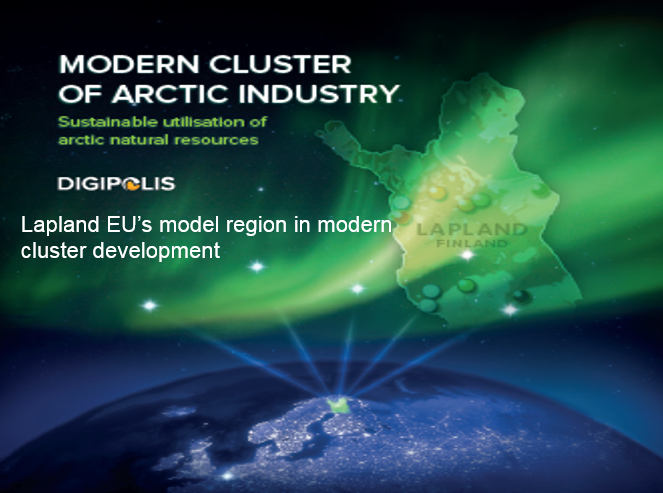 MODERN CLUSTER
OF ARCTIC INDUSTRY
Sustainable utilisation of
arctic natural resources
DIGIPOLIS
Lapland EU’s model region in modern
cluster development
LAPLAND
FINLAND